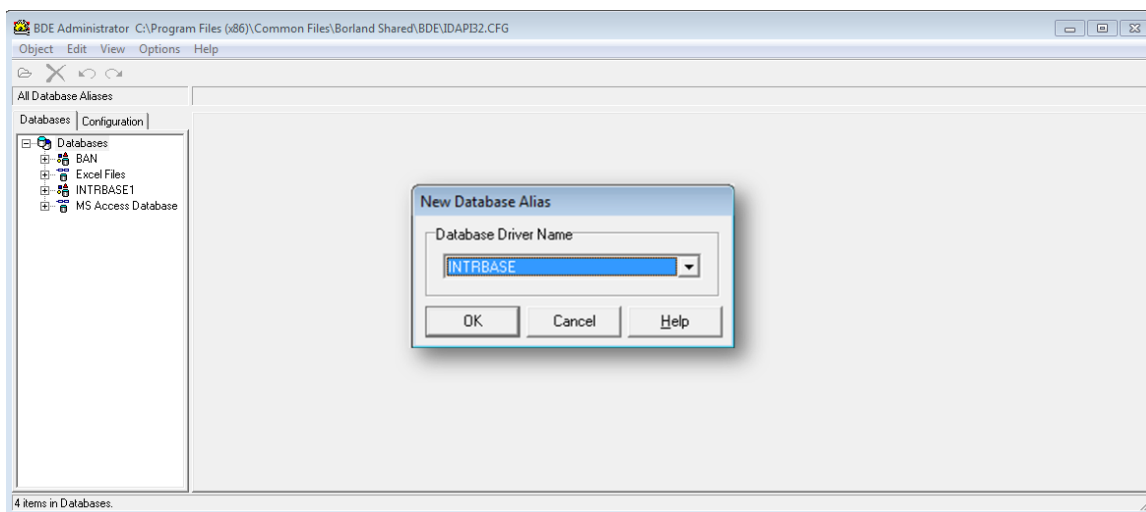 BDE Administrator C:\Program Files (x86)\Common Files\Borland Shared\BDE\IDAPI32.CFG
Object Edit View Options Help
All Database Aliases
Databases Configuration
Databases
BAN
Excel Files
INTRBASE1
MS Access Database
New Database Alias
Database Driver Name
INTRBASE
OK Cancel Help
4 items in Databases.